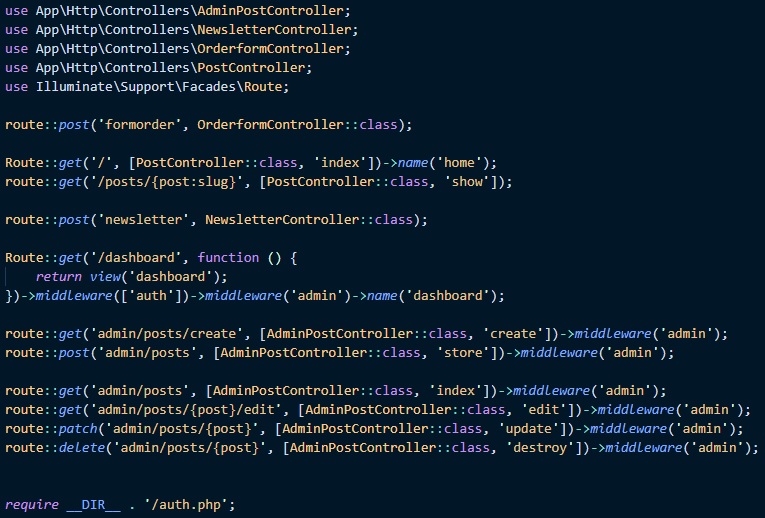 use App\Http\Controllers\AdminPostController;
use App\Http\Controllers\NewsletterController;
use App\Http\Controllers\OrderformController;
use App\Http\Controllers\PostController;
use Illuminate\Support\Facades\Route;

route::post('formorder', OrderformController::class);

Route::get('/', [PostController::class, 'index'])->name('home');
route::get('/posts/{post:slug}', [PostController::class, 'show']);

route::post('newsletter', NewsletterController::class);

Route::get('/dashboard', function () {
    return view('dashboard');
})->middleware(['auth'])->middleware('admin')->name('dashboard');

route::get('admin/posts/create', [AdminPostController::class, 'create'])->middleware('admin');
route::post('admin/posts', [AdminPostController::class, 'store'])->middleware('admin');

route::get('admin/posts', [AdminPostController::class, 'index'])->middleware('admin');
route::get('admin/posts/{post}/edit', [AdminPostController::class, 'edit'])->middleware('admin');
route::patch('admin/posts/{post}', [AdminPostController::class, 'update'])->middleware('admin');
route::delete('admin/posts/{post}', [AdminPostController::class, 'destroy'])->middleware('admin');


require __DIR__ . '/auth.php';